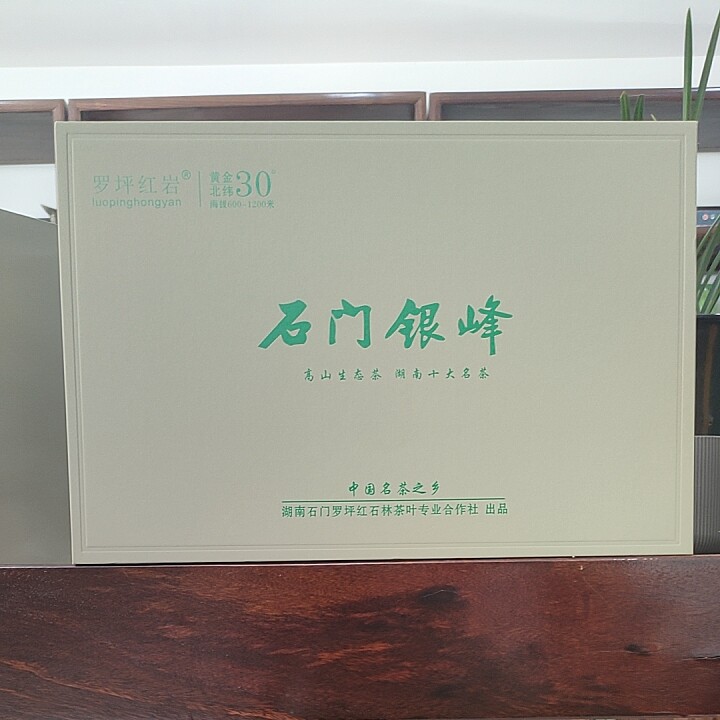 罗坪红岩®
luopinghongyan
黄金
北纬30°
海拔600-1200米
石门银峰
高山生态茶 湖南十大名茶
中国名茶之乡
湖南石门罗坪红石林茶叶专业合作社 出品